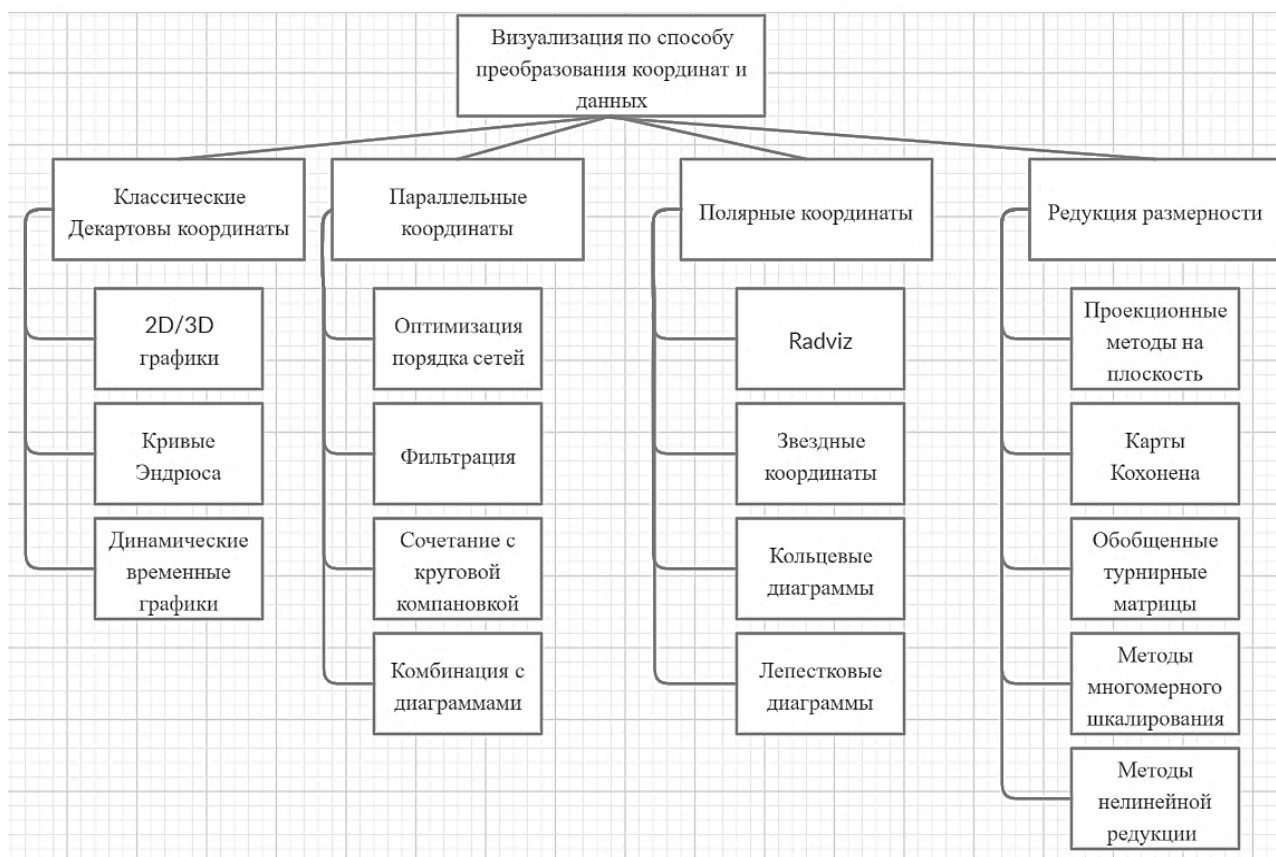 Визуализация по способу
преобразования координат и
данных
Классические
Декартовы координаты
2D/3D
графики
Кривые
Эндрюса
Динамические
временные
графики
Параллельные
координаты
Оптимизация
порядка сетей
Фильтрация
Сочетание с
круговой
компановкой
Комбинация с
диаграммами
Полярные координаты
Radviz
Звездные
координаты
Кольцевые
диаграммы
Лепестковые
диаграммы
Редукция размерности
Проекционные
методы на
плоскость
Карты
Кохонена
Обобщенные
турнирные
матрицы
Методы
многомерного
шкалирования
Методы
нелинейной
редукции